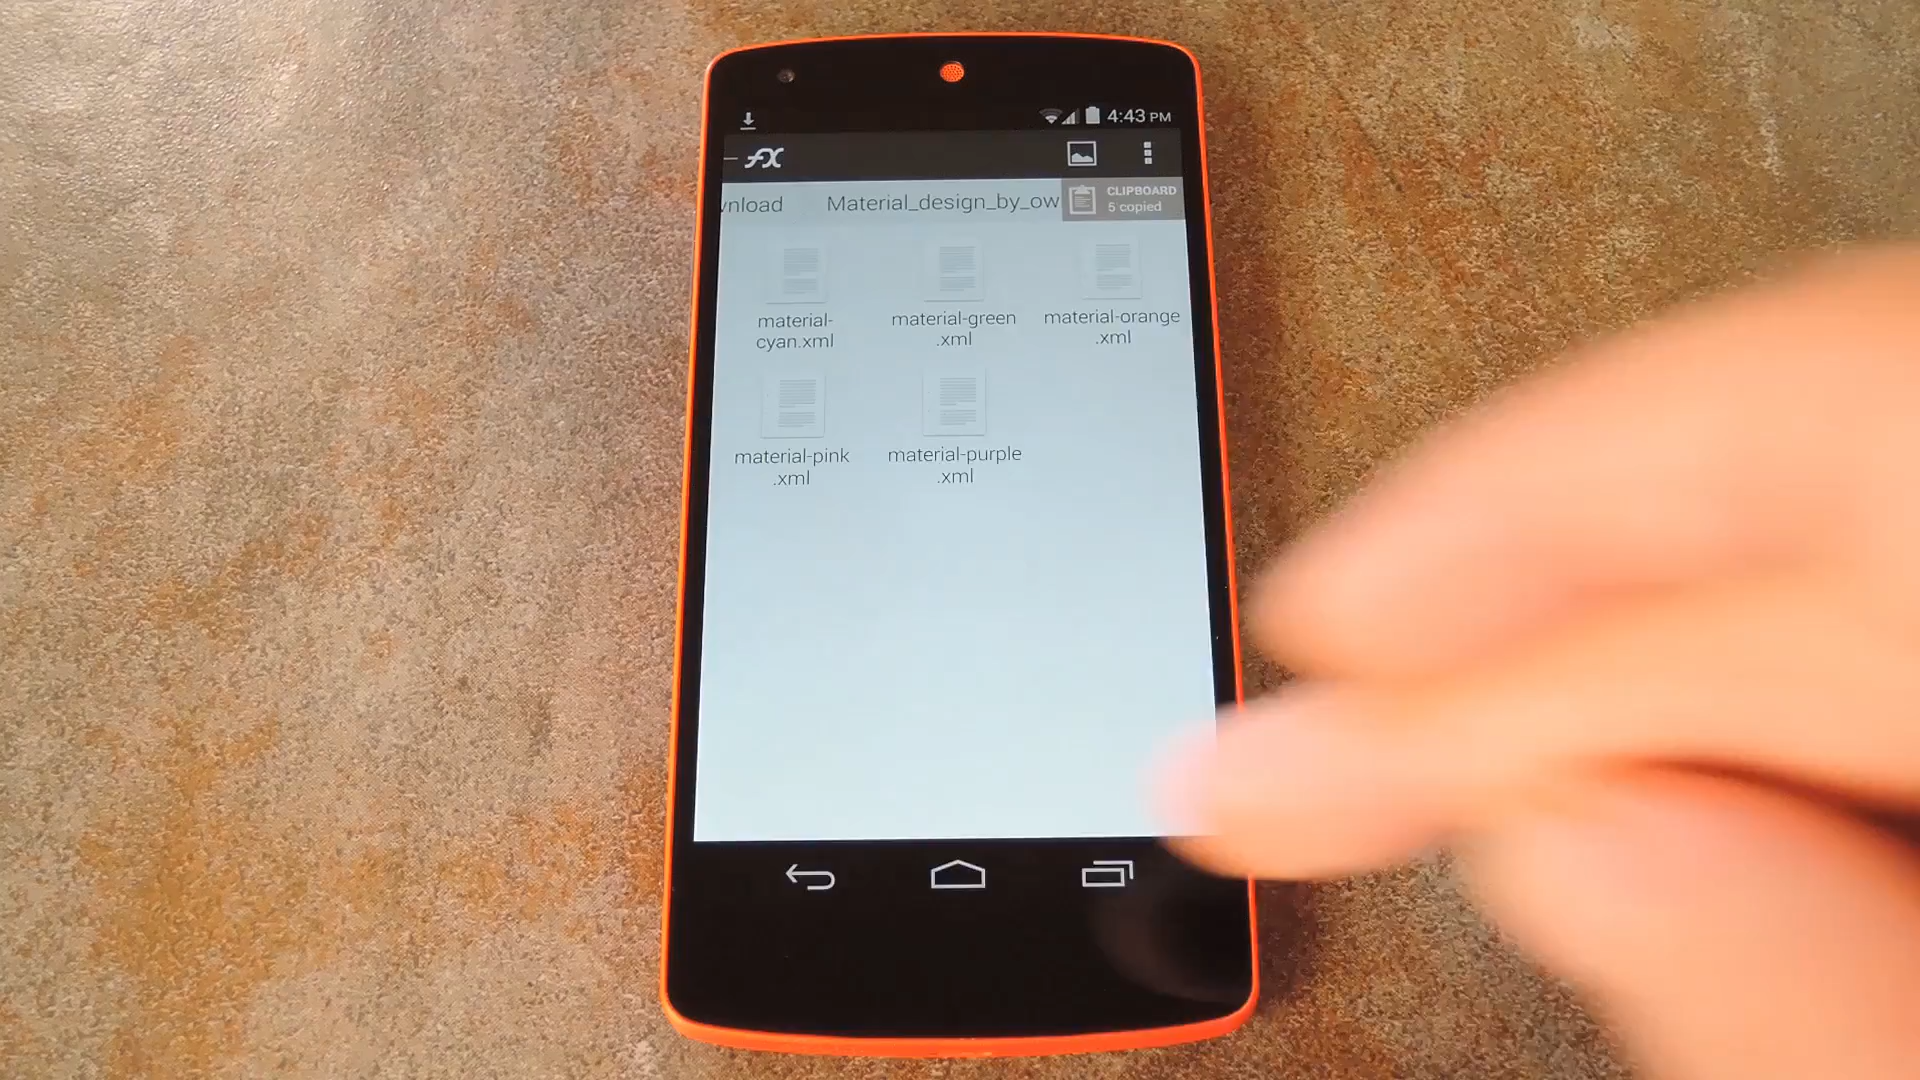 4:43 PM
FX
vnload
Material_design_by_ow
CLIPBOARD
5 copied
material-
cyan.xml
material-green
.xml
material-orange
.xml
material-pink
.xml
material-purple
.xml